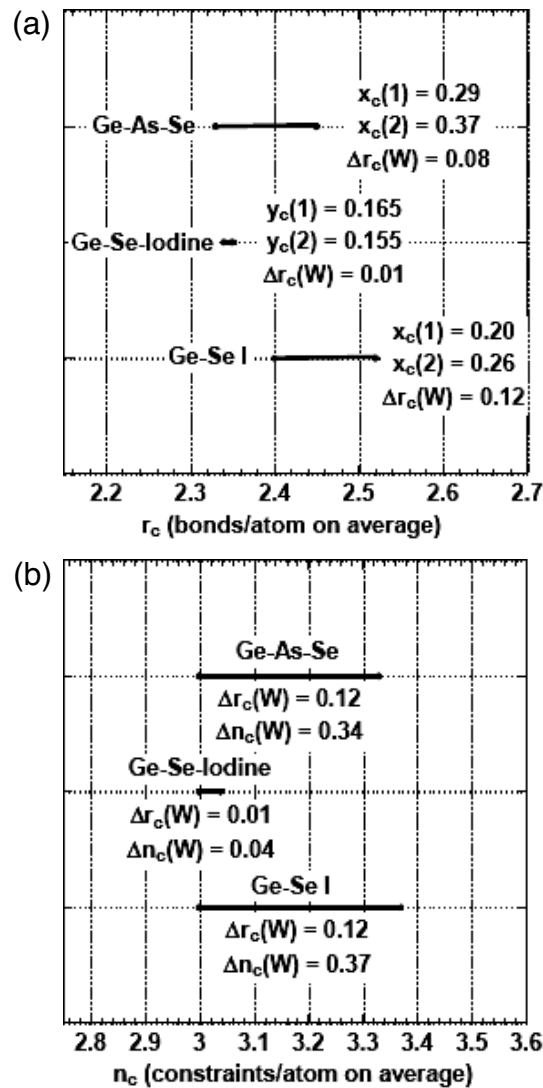 (a)
Ge-As-Se
x_c(1) = 0.29
x_c(2) = 0.37
Δr_c(W) = 0.08
Ge-Se-Iodine
y_c(1) = 0.165
y_c(2) = 0.155
Δr_c(W) = 0.01
Ge-Se I
x_c(1) = 0.20
x_c(2) = 0.26
Δr_c(W) = 0.12
2.2 2.3 2.4 2.5 2.6 2.7
r_c (bonds/atom on average)
(b)
Ge-As-Se
Δr_c(W) = 0.12
Δn_c(W) = 0.34
Ge-Se-Iodine
Δr_c(W) = 0.01
Δn_c(W) = 0.04
Ge-Se I
Δr_c(W) = 0.12
Δn_c(W) = 0.37
2.8 2.9 3 3.1 3.2 3.3 3.4 3.5 3.6
n_c (constraints/atom on average)